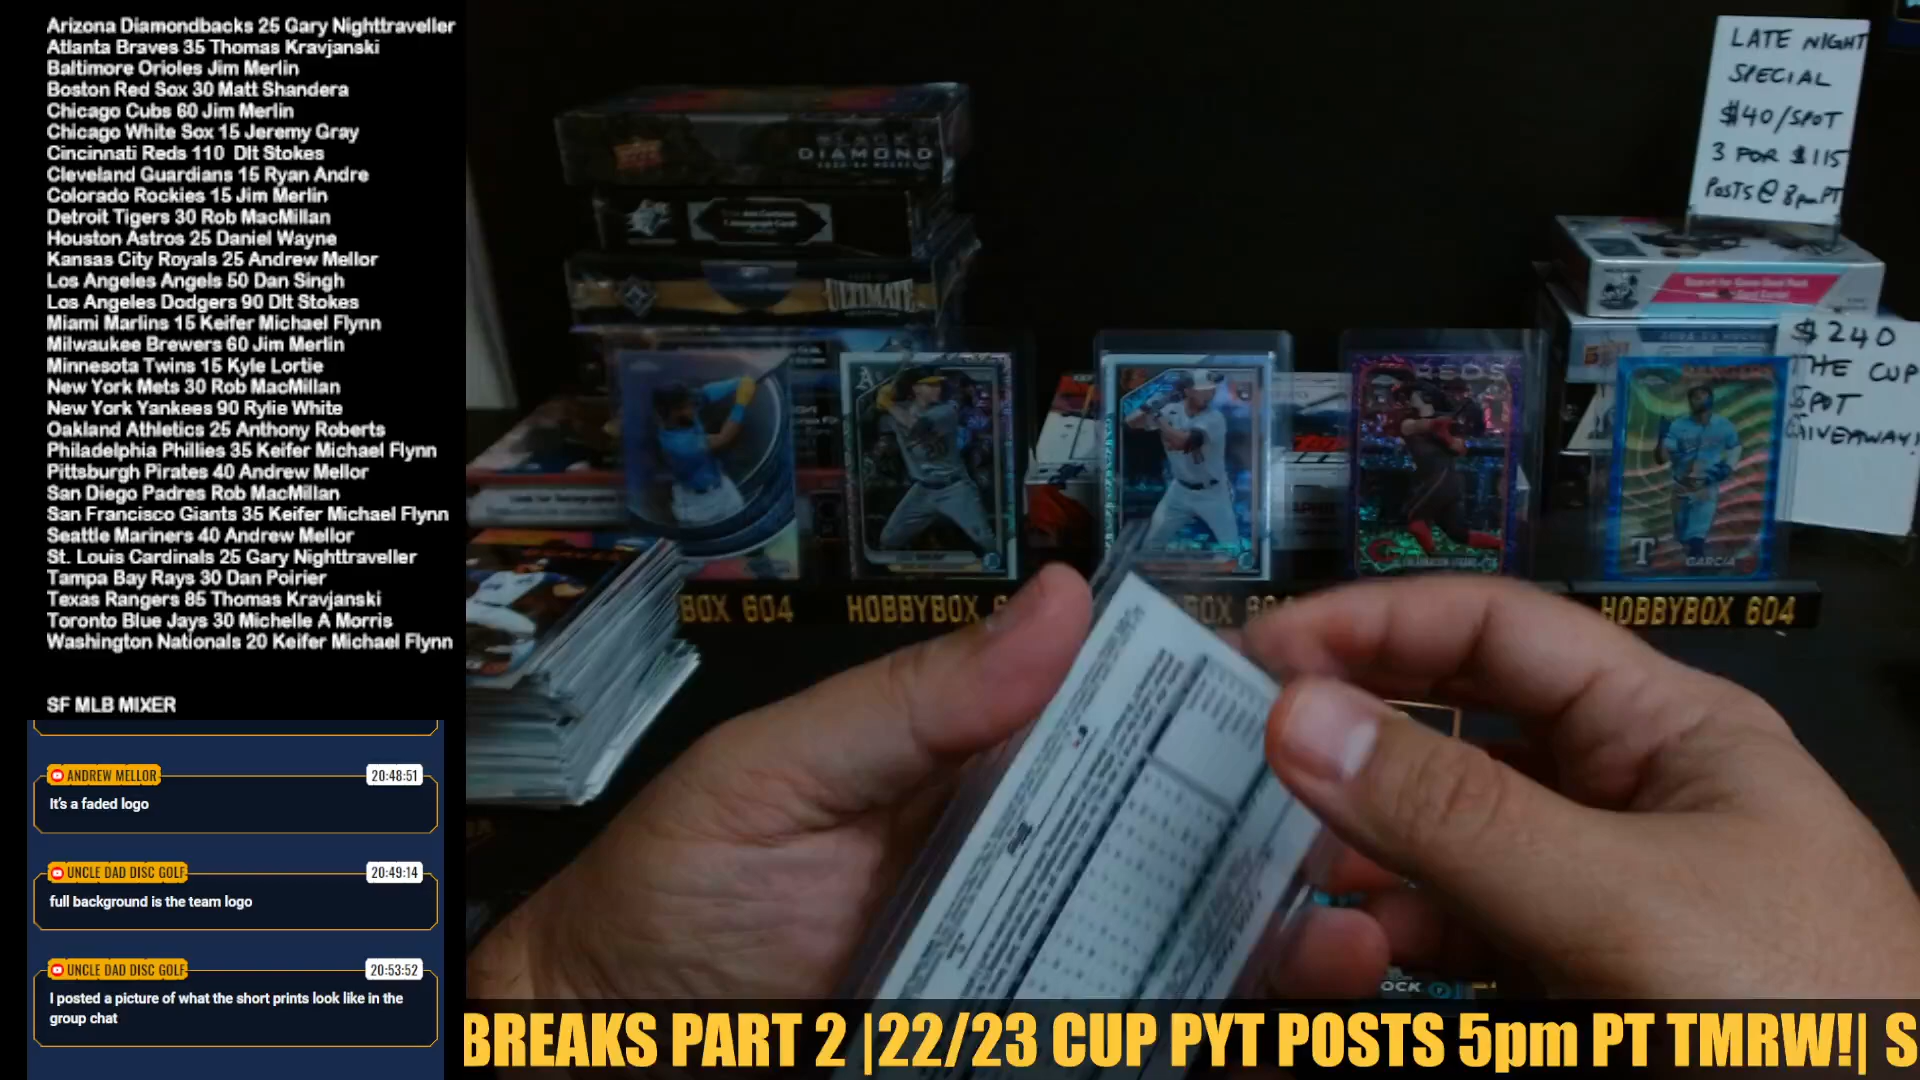 Arizona Diamondbacks 25 Gary Nighttraveller
Atlanta Braves 35 Thomas Kravjanski
Baltimore Orioles Jim Merlin
Boston Red Sox 30 Matt Shandera
Chicago Cubs 60 Jim Merlin
Chicago White Sox 15 Jeremy Gray
Cincinnati Reds 110 Dlt Stokes
Cleveland Guardians 15 Ryan Andre
Colorado Rockies 15 Jim Merlin
Detroit Tigers 30 Rob MacMillan
Houston Astros 25 Daniel Wayne
Kansas City Royals 25 Andrew Mellor
Los Angeles Angels 50 Dan Singh
Los Angeles Dodgers 90 Dlt Stokes
Miami Marlins 15 Keifer Michael Flynn
Milwaukee Brewers 60 Jim Merlin
Minnesota Twins 15 Kyle Lortie
New York Mets 30 Rob MacMillan
New York Yankees 90 Rylie White
Oakland Athletics 25 Anthony Roberts
Philadelphia Phillies 35 Keifer Michael Flynn
Pittsburgh Pirates 40 Andrew Mellor
San Diego Padres Rob MacMillan
San Francisco Giants 35 Keifer Michael Flynn
Seattle Mariners 40 Andrew Mellor
St. Louis Cardinals 25 Gary Nighttraveller
Tampa Bay Rays 30 Dan Poirier
Texas Rangers 85 Thomas Kravjanski
Toronto Blue Jays 30 Michelle A Morris
Washington Nationals 20 Keifer Michael Flynn
SF MLB MIXER
ANDREW MELLOR 20:48:51
It's a faded logo
UNCLE DAD DISC GOLF 20:49:14
full background is the team logo
UNCLE DAD DISC GOLF 20:53:52
I posted a picture of what the short prints look like in the
group chat
BLACK
DIAMOND
ULTIMATE
LATE NIGHT
SPECIAL
$40/SPOT
3 FOR $115
POSTS @ 8pm PT
$240
THE CUP
SPOT
GIVEAWAY!
REDS
T
GARCIA
BOX 604
HOBBYBOX
HOBBYBOX 604
OCK
BREAKS PART 2 |22/23 CUP PYT POSTS 5pm PT TMRW!| S